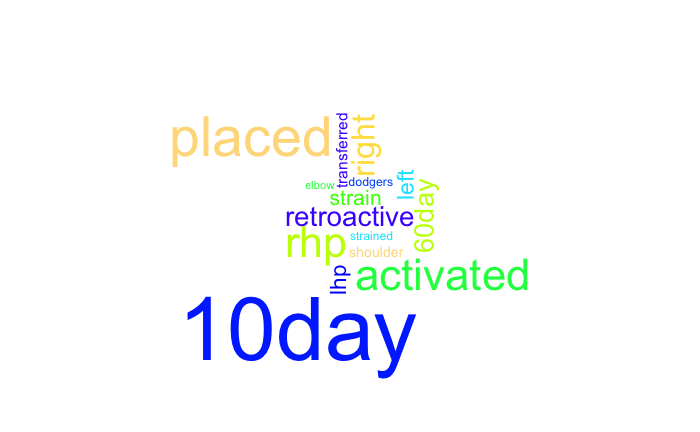 placed
transferred
right
elbow
dodgers
left
strain
60day
retroactive
rhp
strained
shoulder
lhp
activated
10day